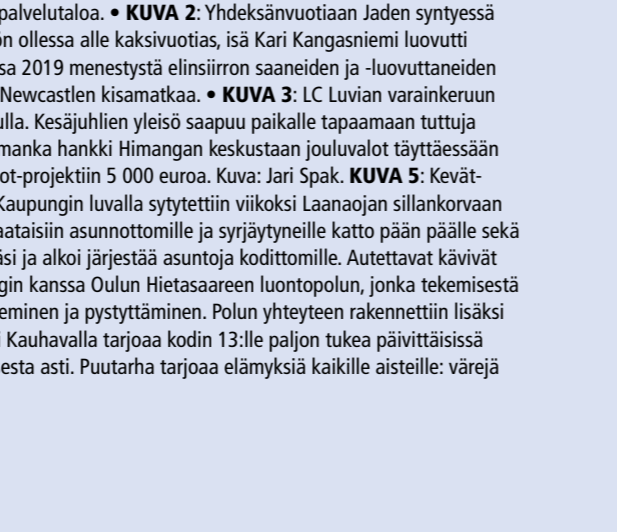 palvelutaloa. • KUVA 2: Yhdeksänvuotiaan Jaden syntyessä
ön ollessa alle kaksivuotias, isä Kari Kangasniemi luovutti
sa 2019 menestystä elinsiirron saaneiden ja -luovuttaneiden
Newcastlen kisamatkaa. • KUVA 3: LC Luvian varainkeruun
ulla. Kesäjuhlien yleisö saapuu paikalle tapaamaan tuttuja
manka hankki Himangan keskustaan jouluvalot täyttäessään
ot-projektiin 5 000 euroa. Kuva: Jari Spak. KUVA 5: Kevät-
Kaupungin luvalla sytytettiin viikoksi Laanaojan sillankorvaan
aataisiin asunnottomille ja syrjäytyneille katto pään päälle sekä
äsi ja alkoi järjestää asuntoja kodittomille. Autettavat kävivät
gin kanssa Oulun Hietasaareen luontopolun, jonka tekemisestä
eminen ja pystyttäminen. Polun yhteyteen rakennettiin lisäksi
i Kauhavalla tarjoaa kodin 13:lle paljon tukea päivittäisissä
esta asti. Puutarha tarjoaa elämyksiä kaikille aisteille: värejä